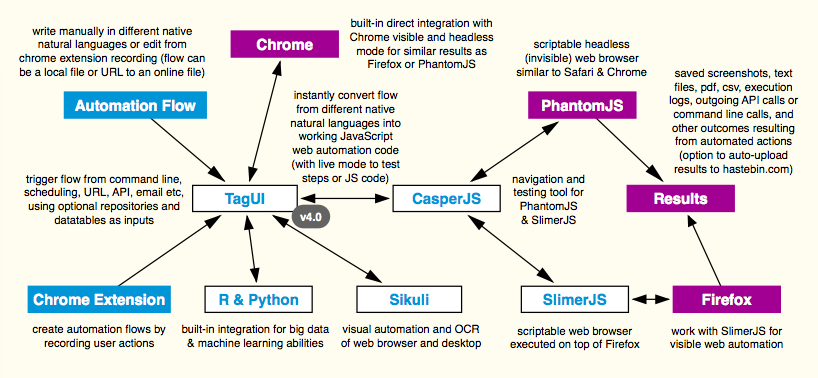 write manually in different native
natural languages or edit from
chrome extension recording (flow can
be a local file or URL to an online file)
Automation Flow
Chrome
built-in direct integration with
Chrome visible and headless
mode for similar results as
Firefox or PhantomJS
instantly convert flow
from different native
natural languages into
working JavaScript
web automation code
(with live mode to test
steps or JS code)
scriptable headless
(invisible) web browser
similar to Safari & Chrome
PhantomJS
saved screenshots, text
files, pdf, csv, execution
logs, outgoing API calls or
command line calls, and
other outcomes resulting
from automated actions
(option to auto-upload
results to hastebin.com)
trigger flow from command line,
scheduling, URL, API, email etc,
using optional repositories and
datatables as inputs
TagUI
v4.0
CasperJS
navigation and
testing tool for
PhantomJS
& SlimerJS
Results
Chrome Extension
create automation flows by
recording user actions
R & Python
built-in integration for big data
& machine learning abilities
Sikuli
visual automation and OCR
of web browser and desktop
SlimerJS
scriptable web browser
executed on top of Firefox
Firefox
work with SlimerJS for
visible web automation